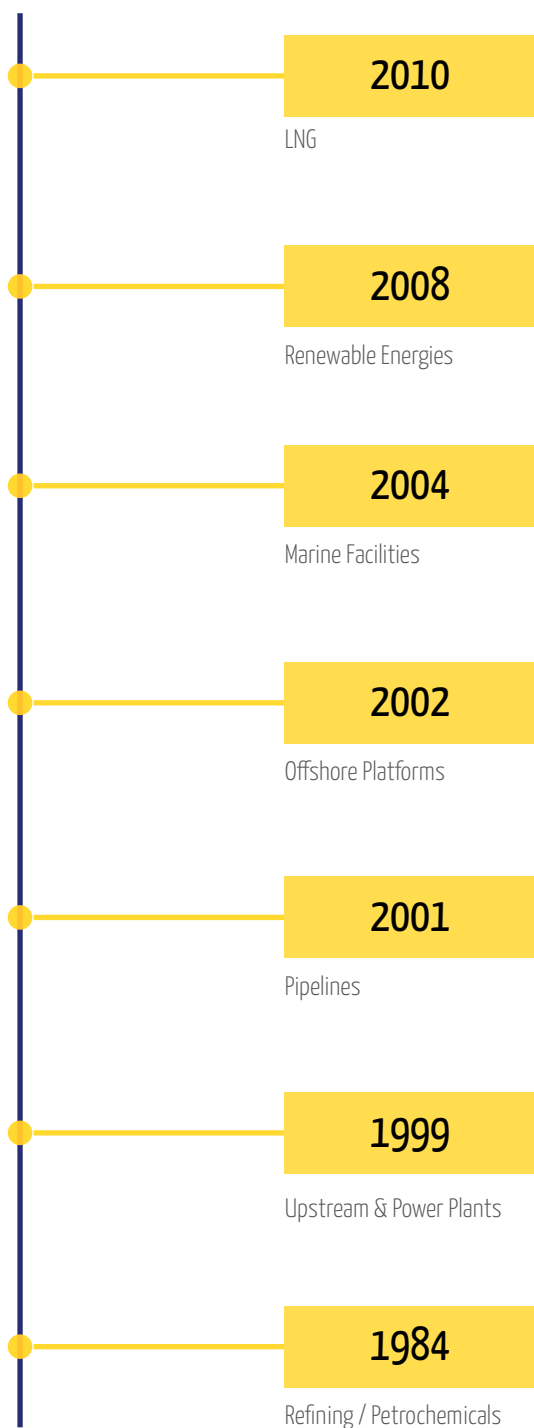 2010
LNG
2008
Renewable Energies
2004
Marine Facilities
2002
Offshore Platforms
2001
Pipelines
1999
Upstream & Power Plants
1984
Refining / Petrochemicals